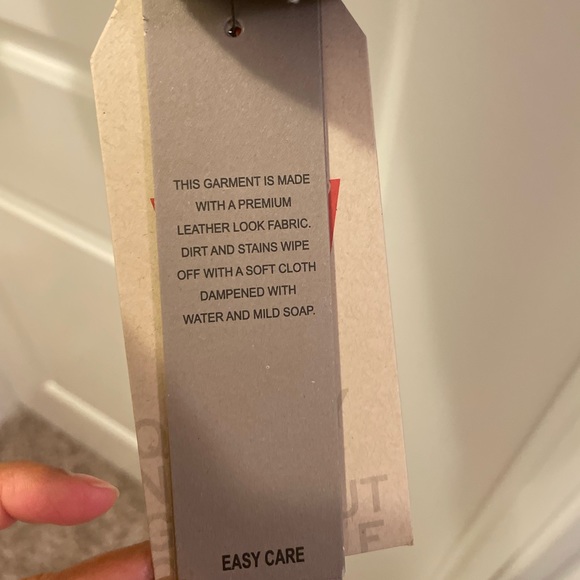 THIS GARMENT IS MADE
WITH A PREMIUM
LEATHER LOOK FABRIC.
DIRT AND STAINS WIPE
OFF WITH A SOFT CLOTH
DAMPENED WITH
WATER AND MILD SOAP.
EASY CARE